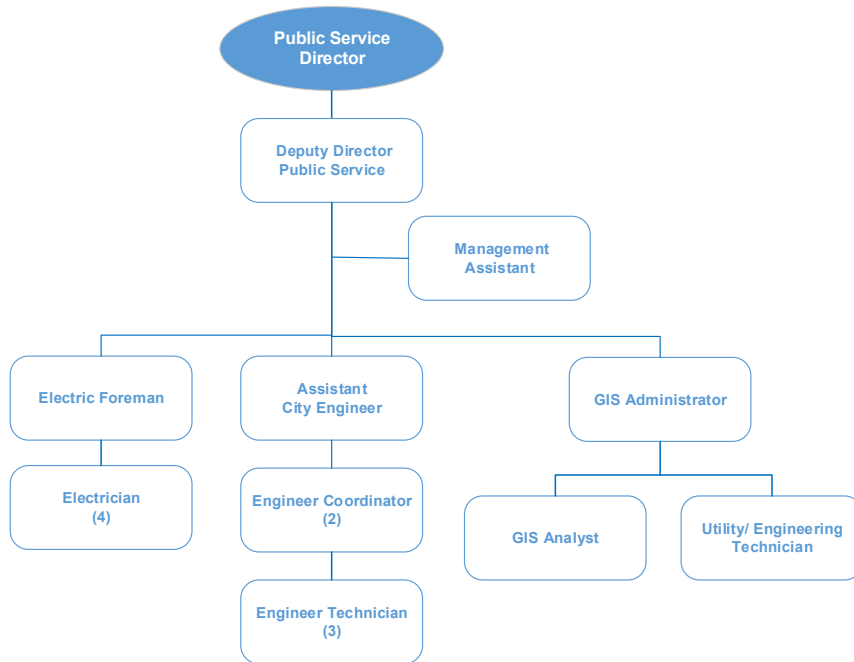 Public Service
Director
Deputy Director
Public Service
Management
Assistant
Electric Foreman
Assistant
City Engineer
GIS Administrator
Electrician
(4)
Engineer Coordinator
(2)
GIS Analyst
Utility/ Engineering
Technician
Engineer Technician
(3)